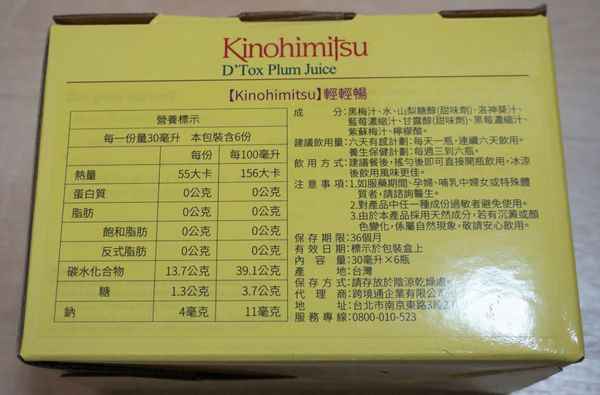 Kinohimitsu
D'Tox Plum Juice
【Kinohimitsu】輕輕暢
營養標示
每一份量30毫升 本包裝含6份
每份 每100毫升
熱量 55大卡 156大卡
蛋白質 0公克 0公克
脂肪 0公克 0公克
飽和脂肪 0公克 0公克
反式脂肪 0公克 0公克
碳水化合物 13.7公克 39.1公克
糖 1.3公克 3.7公克
鈉 4毫克 11毫克
成 分:黑梅汁、水、山梨糖醇(甜味劑)、洛神葵汁、
藍莓濃縮汁、甘露醇(甜味劑)、黑莓濃縮汁、
紫蘇梅汁、檸檬酸。
建議飲用量:六天有感計劃:每天一瓶,連續六天飲用。
養生保健計劃:每週三到六瓶。
飲用方式:建議餐後,搖勻後即可直接開瓶飲用,冰涼
後飲用風味更佳。
注意事項:1.如服藥期間、孕婦、哺乳中婦女或特殊體
質者,請諮詢醫生。
2.對產品中任一種成份過敏者避免使用。
3.由於本產品採用天然成分,若有沉澱或顏
色變化,係屬自然現象,敬請安心飲用。
保存期限:36個月
有效日期:標示於包裝盒上
內容量:30毫升×6瓶
產 地:台灣
保存方式:請存放於陰涼乾燥處
代理商:跨境通企業有限公
地 址:台北市南京東路3段2
服務專線:0800-010-523